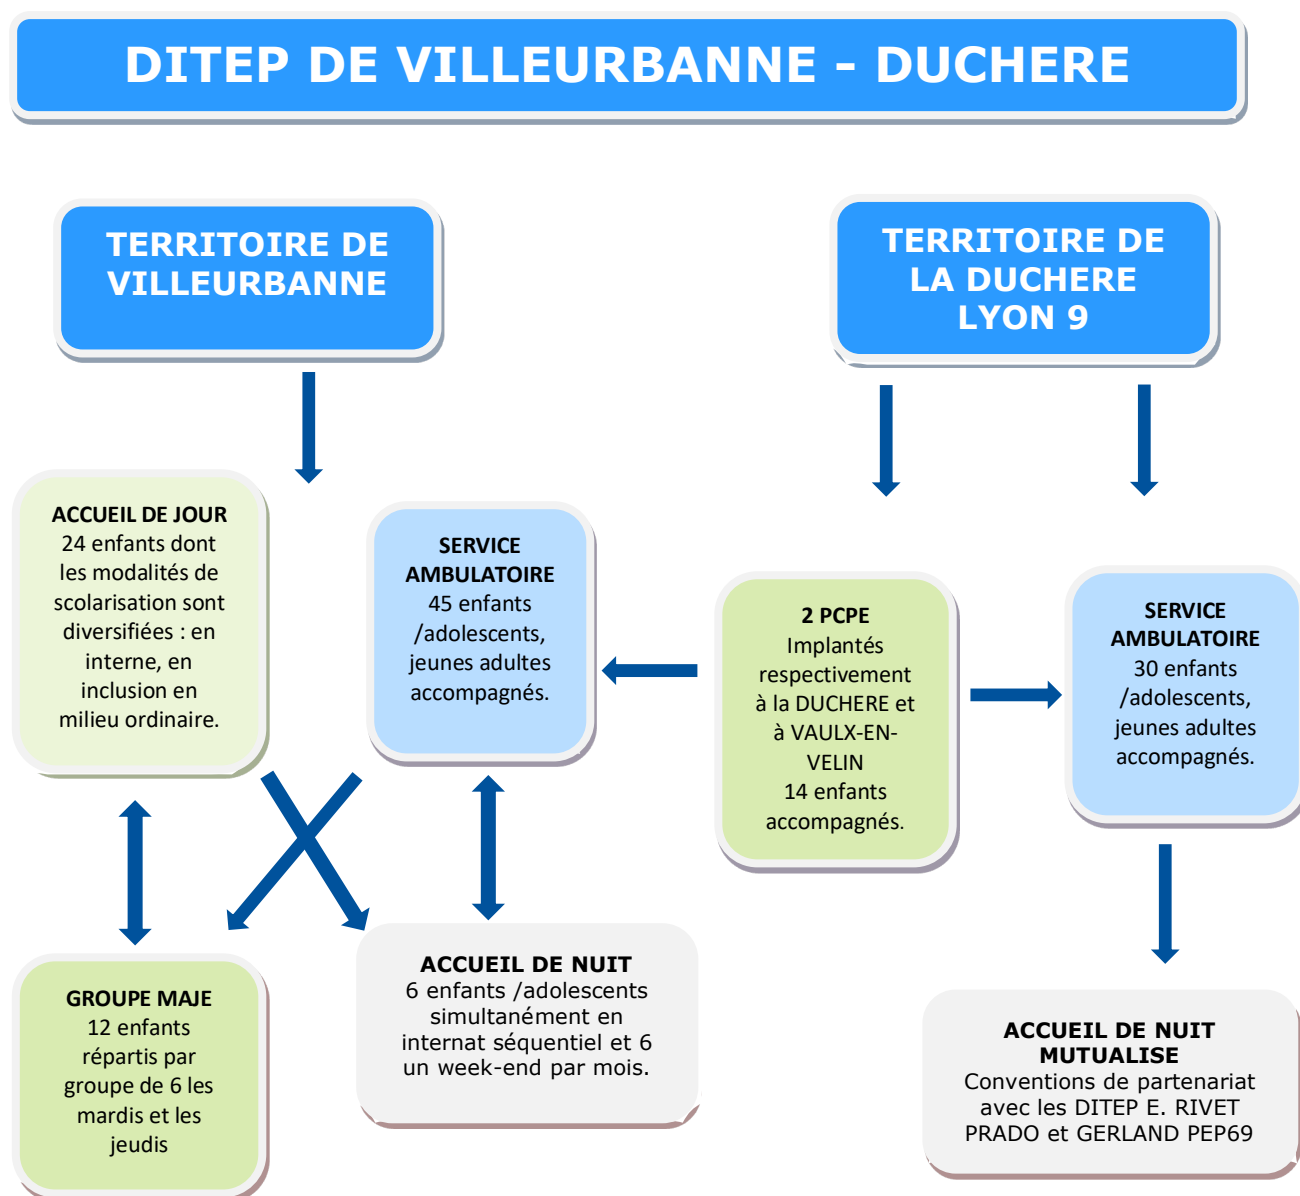 DITEP DE VILLEURBANNE - DUCHERE
TERRITOIRE DE
VILLEURBANNE
TERRITOIRE DE
LA DUCHERE
LYON 9
ACCUEIL DE JOUR
24 enfants dont
les modalités de
scolarisation sont
diversifiées : en
interne, en
inclusion en
milieu ordinaire.
SERVICE
AMBULATOIRE
45 enfants
/adolescents,
jeunes adultes
accompagnés.
2 PCPE
Implantés
respectivement
à la DUCHERE et
à VAULX-EN-
VELIN
14 enfants
accompagnés.
SERVICE
AMBULATOIRE
30 enfants
/adolescents,
jeunes adultes
accompagnés.
GROUPE MAJE
12 enfants
répartis par
groupe de 6 les
mardis et les
jeudis
ACCUEIL DE NUIT
6 enfants /adolescents
simultanément en
internat séquentiel et 6
un week-end par mois.
ACCUEIL DE NUIT
MUTUALISE
Conventions de partenariat
avec les DITEP E. RIVET
PRADO et GERLAND PEP69